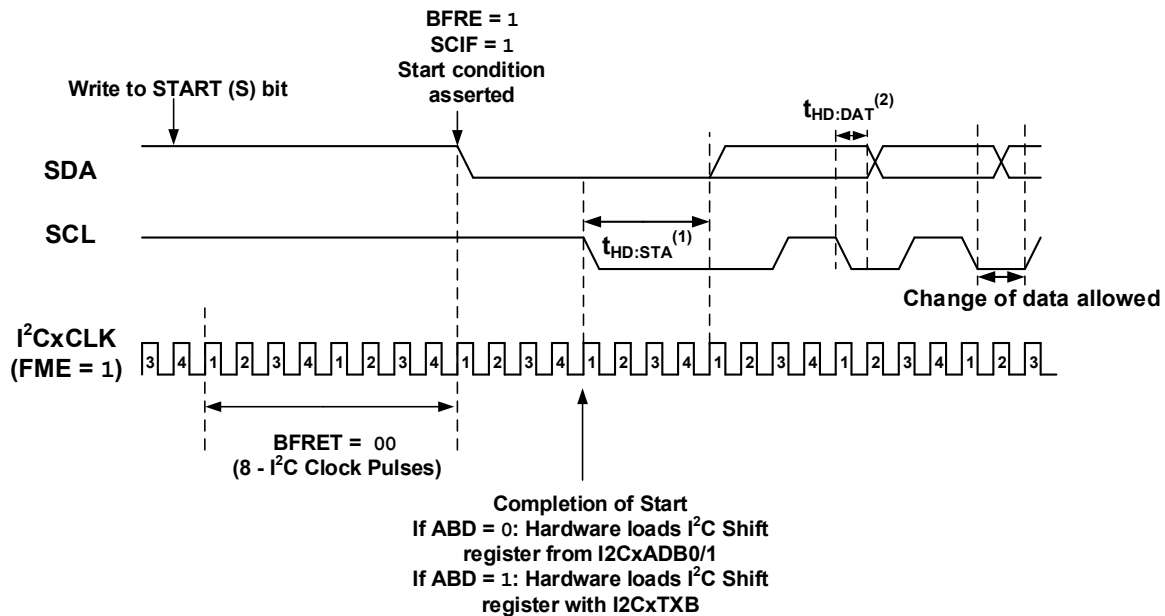 BFRE = 1
SCIF = 1
Start condition
asserted
Write to START (S) bit
tHD:DAT(2)
SDA
SCL
tHD:STA(1)
Change of data allowed
I2CxCLK
(FME = 1)
3 4 1 2 3 4 1 2 3 4 1 2 3 4 1 2 3 4 1 2 3 4 1 2 3 4 1 2 3
BFRET = 00
(8 - I2C Clock Pulses)
Completion of Start
If ABD = 0: Hardware loads I2C Shift
register from I2CxADB0/1
If ABD = 1: Hardware loads I2C Shift
register with I2CxTXB